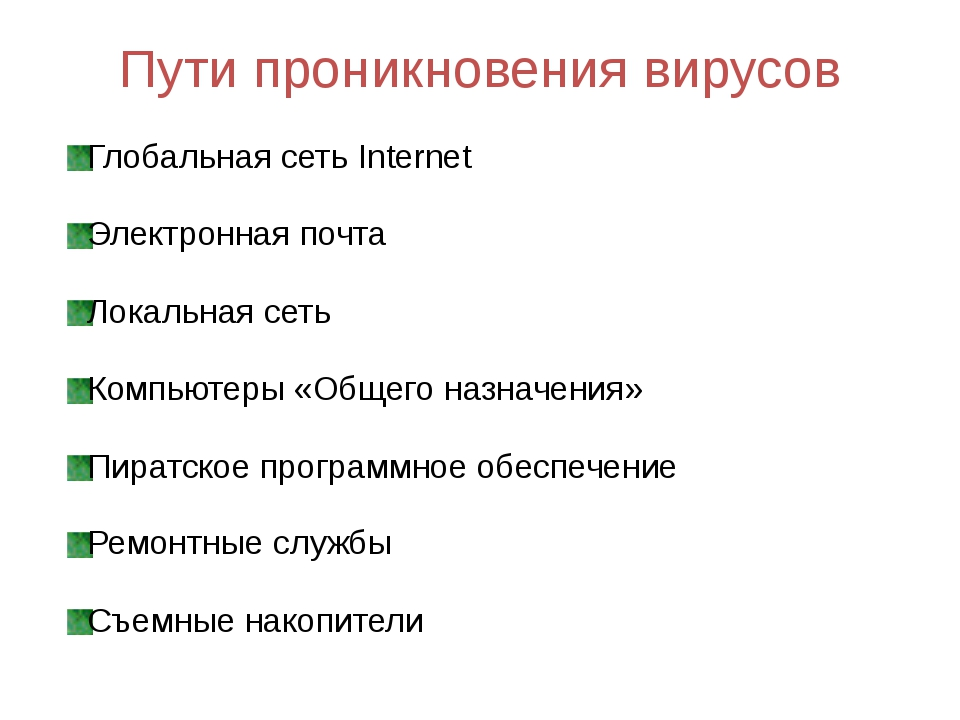 Пути проникновения вирусов
Глобальная сеть Internet
Электронная почта
Локальная сеть
Компьютеры «Общего назначения»
Пиратское программное обеспечение
Ремонтные службы
Съемные накопители